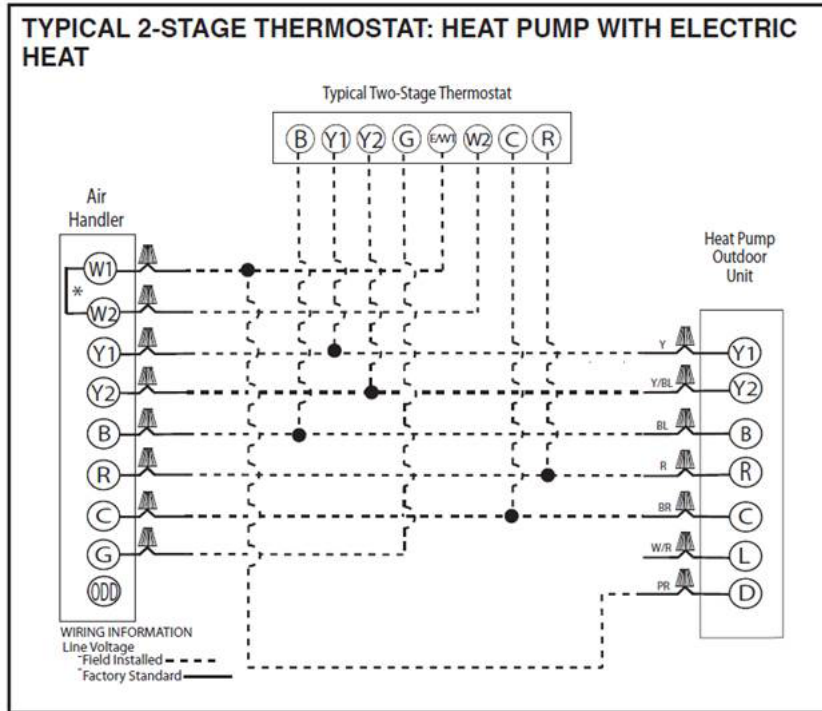 TYPICAL 2-STAGE THERMOSTAT: HEAT PUMP WITH ELECTRIC
HEAT
Typical Two-Stage Thermostat
B Y1 Y2 G E/W1 W2 C R
Air
Handler
W1
*
W2
Y1
Y2
B
R
C
G
ODD
Heat Pump
Outdoor
Unit
Y Y1
Y/BL Y2
BL B
R R
BR C
W/R L
PR D
WIRING INFORMATION
Line Voltage
-Field Installed
-Factory Standard